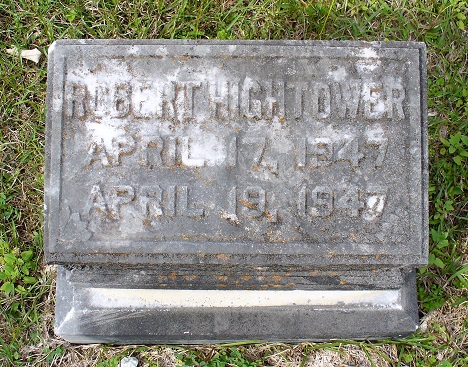 ROBERT HIGHTOWER
APRIL 17, 1947
APRIL 19, 1947